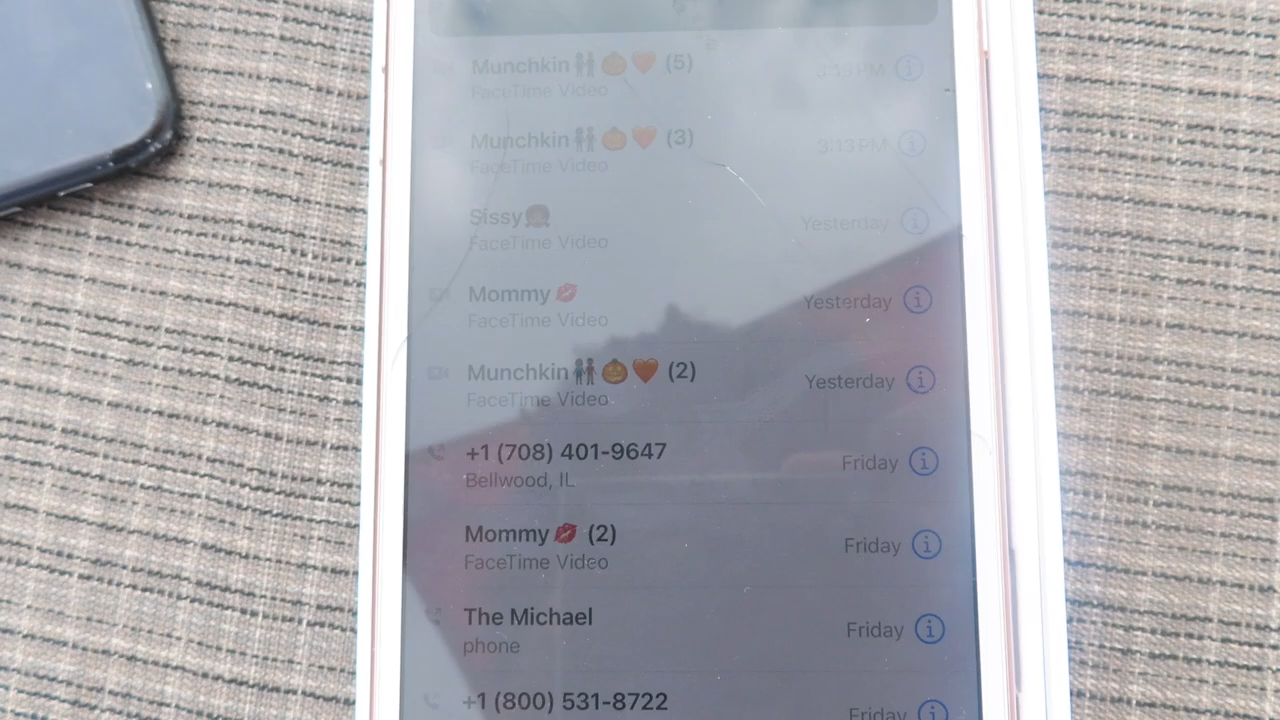 Munchkin👫🎃🧡 (5)
FaceTime Video
3:19 PM
Munchkin👫🎃🧡 (3)
FaceTime Video
3:13 PM
Sissy
FaceTime Video
Yesterday
Mommy💋
FaceTime Video
Yesterday
Munchkin👫🎃🧡 (2)
FaceTime Video
Yesterday
+1 (708) 401-9647
Bellwood, IL
Friday
Mommy💋 (2)
FaceTime Video
Friday
The Michael
phone
Friday
+1 (800) 531-8722
Friday